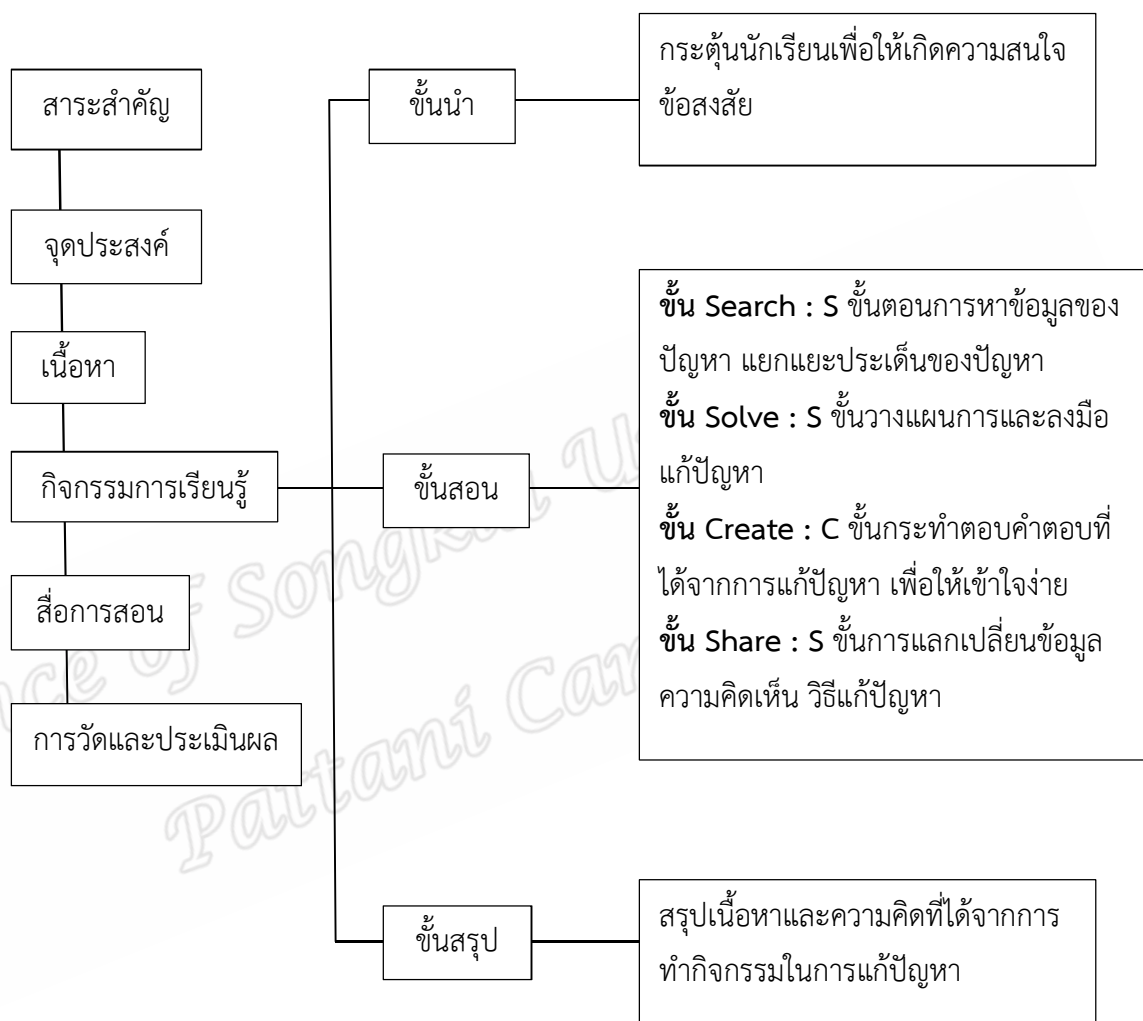 สาระสำคัญ
จุดประสงค์
เนื้อหา
กิจกรรมการเรียนรู้
สื่อการสอน
การวัดและประเมินผล
ขั้นนำ
กระตุ้นนักเรียนเพื่อให้เกิดความสนใจ
ข้อสงสัย
ขั้นสอน
ขั้น Search : S ขั้นตอนการหาข้อมูลของ
ปัญหา แยกแยะประเด็นของปัญหา
ขั้น Solve : S ขั้นวางแผนการและลงมือ
แก้ปัญหา
ขั้น Create : C ขั้นกระทำตอบคำตอบที่
ได้จากการแก้ปัญหา เพื่อให้เข้าใจง่าย
ขั้น Share : S ขั้นการแลกเปลี่ยนข้อมูล
ความคิดเห็น วิธีแก้ปัญหา
ขั้นสรุป
สรุปเนื้อหาและความคิดที่ได้จากการ
ทำกิจกรรมในการแก้ปัญหา
of Songkla
Pattani